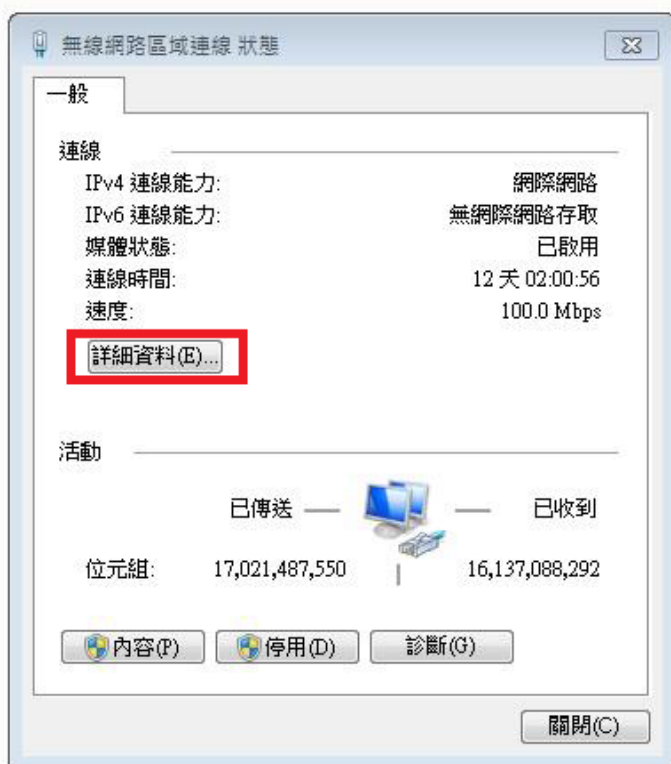 無線網路區域連線 狀態
一般
連線
IPv4 連線能力: 網際網路
IPv6 連線能力: 無網際網路存取
媒體狀態: 已啟用
連線時間: 12 天 02:00:56
速度: 100.0 Mbps
詳細資料(E)...
活動
已傳送 已收到
位元組: 17,021,487,550 16,137,088,292
內容(P) 停用(D) 診斷(G)
關閉(C)